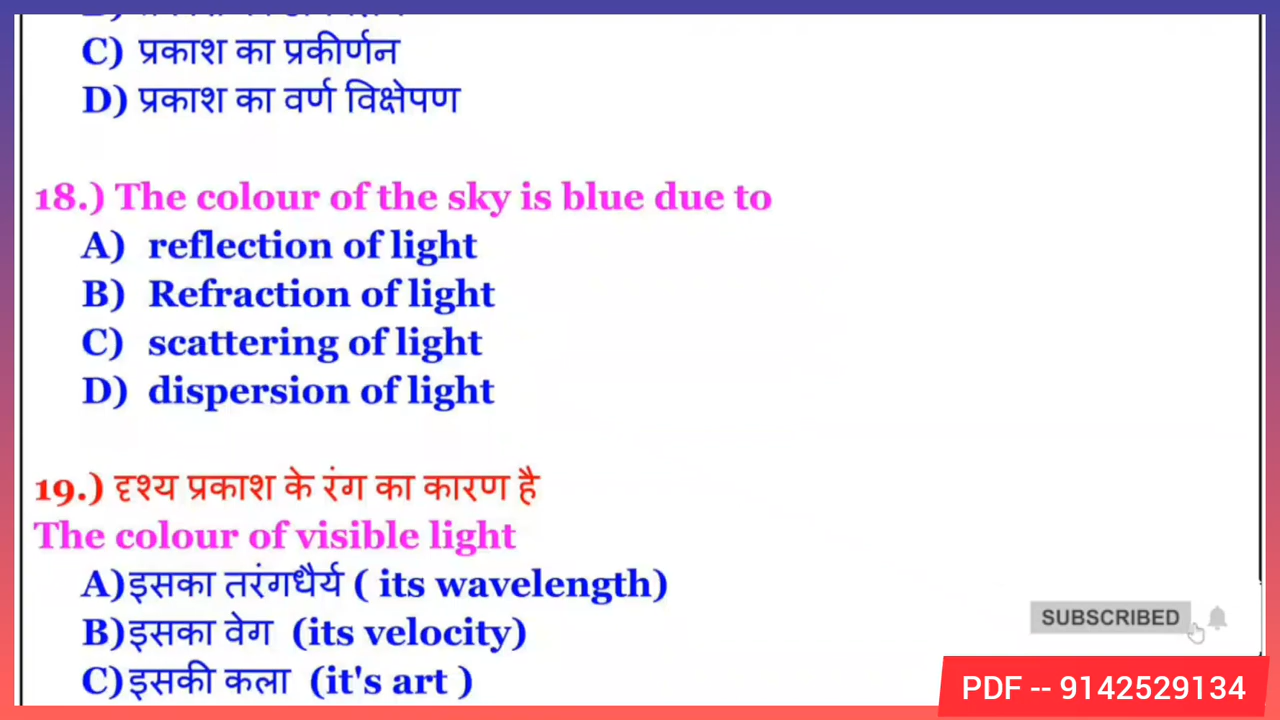 C) प्रकाश का प्रकीर्णन
D) प्रकाश का वर्ण विक्षेपण
18.) The colour of the sky is blue due to
A) reflection of light
B) Refraction of light
C) scattering of light
D) dispersion of light
19.) दृश्य प्रकाश के रंग का कारण है
The colour of visible light
A)इसका तरंगधैर्य ( its wavelength)
B)इसका वेग (its velocity)
C)इसकी कला (it's art )
SUBSCRIBED
PDF -- 9142529134